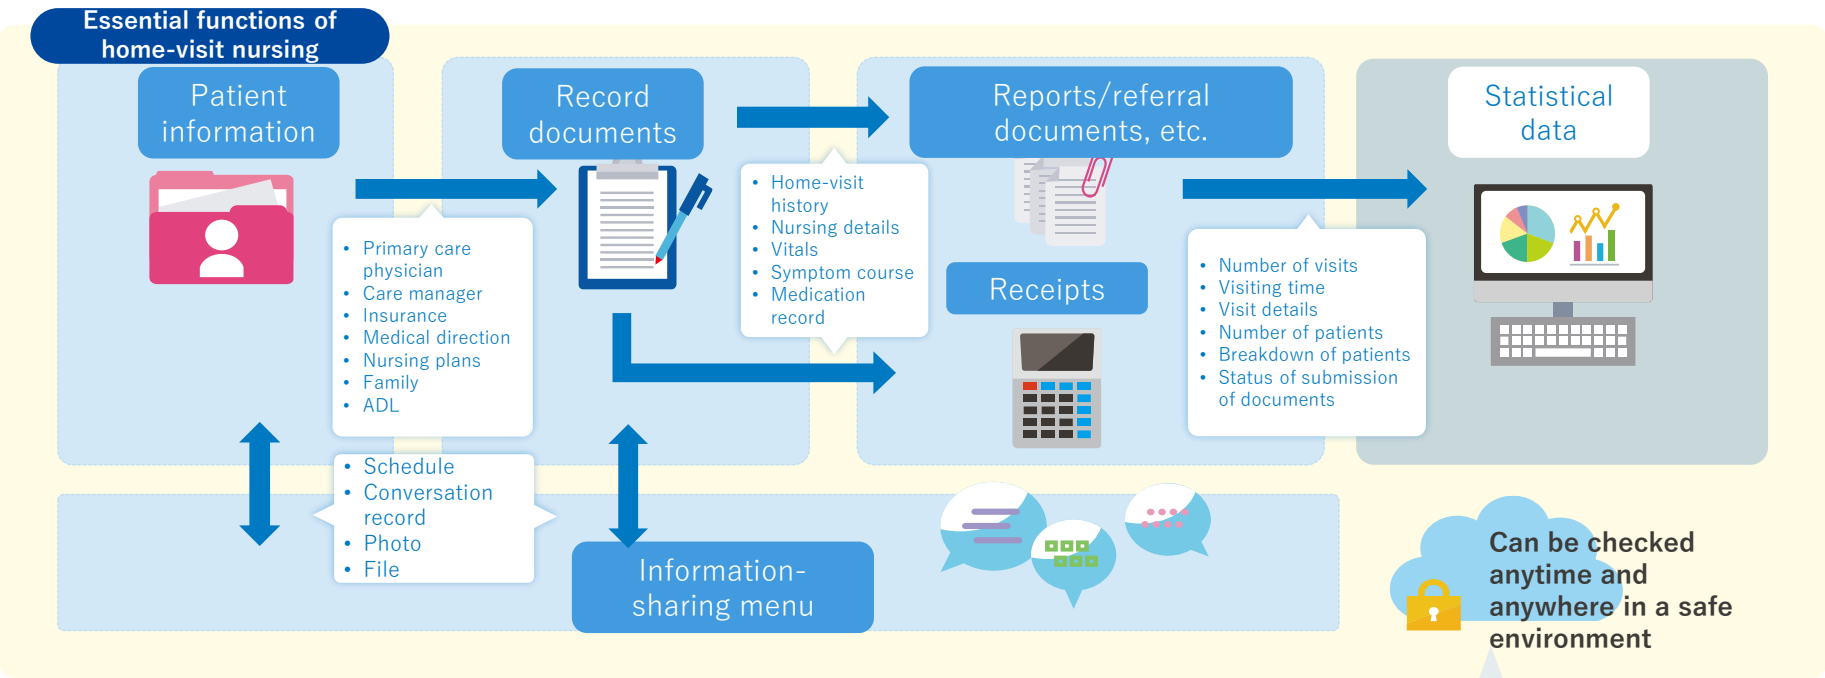 Essential functions of
home-visit nursing
Patient
information
Record
documents
Reports/referral
documents, etc.
Statistical
data
• Primary care
physician
• Care manager
• Insurance
• Medical direction
• Nursing plans
• Family
• ADL
• Home-visit
history
• Nursing details
• Vitals
• Symptom course
• Medication
record
Receipts
• Number of visits
• Visiting time
• Visit details
• Number of patients
• Breakdown of patients
• Status of submission
of documents
• Schedule
• Conversation
record
• Photo
• File
Information-
sharing menu
Can be checked
anytime and
anywhere in a safe
environment